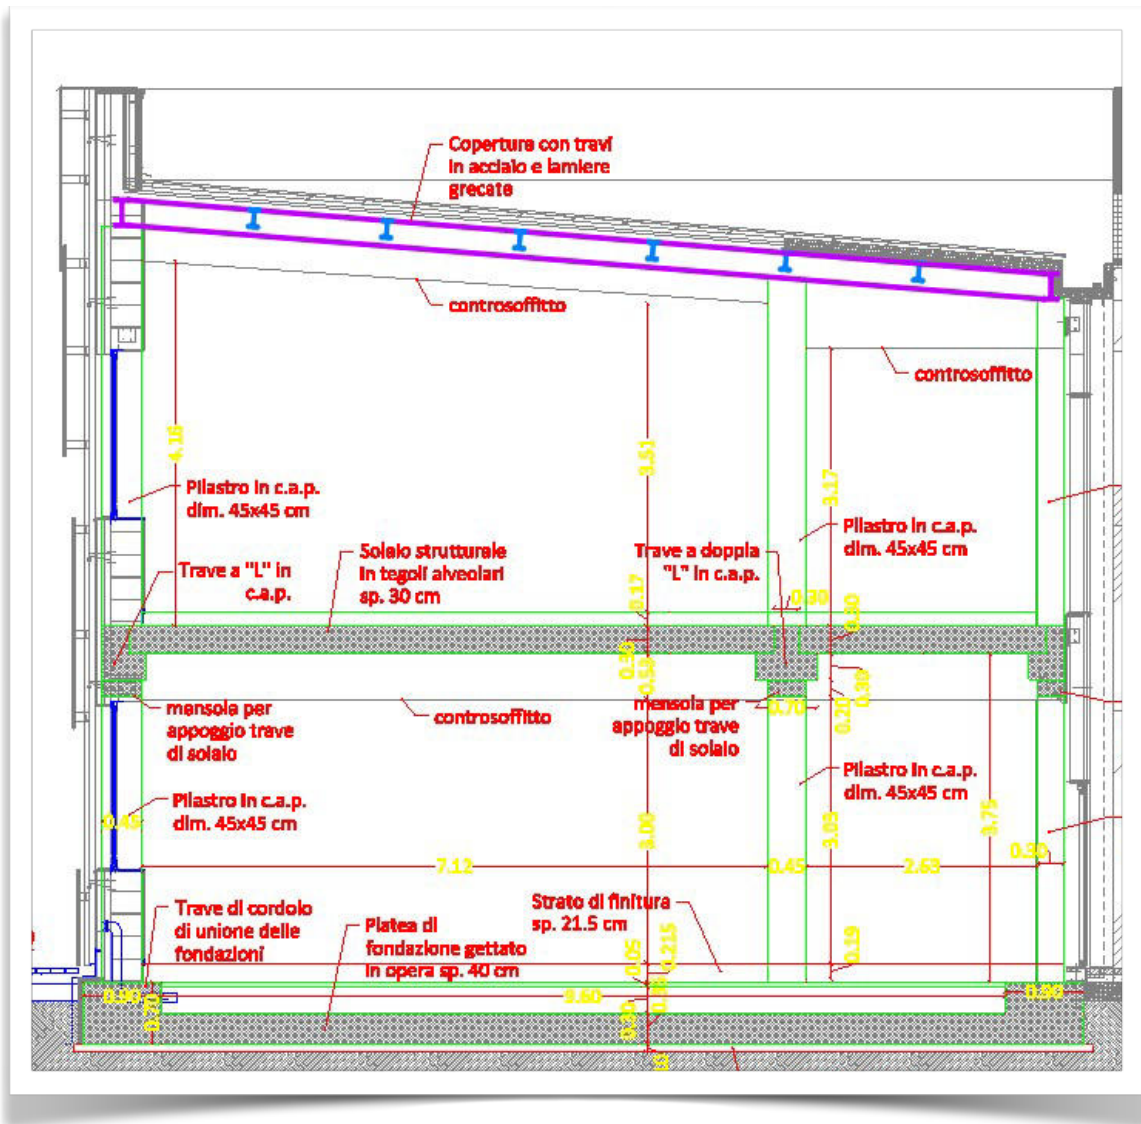 Copertura con travi
in acciaio e lamiere
grecate
controsoffitto
controsoffitto
4.16
3.51
3.17
Pilastro in c.a.p.
dim. 45x45 cm
Pilastro in c.a.p.
dim. 45x45 cm
Solaio strutturale
in tegoli alveolari
sp. 30 cm
Trave a doppia
"L" in c.a.p.
Trave a "L" in
c.a.p.
0.17
0.30
0.30
0.30
0.58
0.30
0.20
0.70
mensola per
appoggio trave
di solaio
controsoffitto
mensola per
appoggio trave
di solaio
Pilastro in c.a.p.
dim. 45x45 cm
Pilastro in c.a.p.
dim. 45x45 cm
0.45
3.00
3.03
3.75
0.30
7.12
0.45
2.63
Trave di cordolo
di unione delle
fondazioni
Platea di
fondazione gettato
in opera sp. 40 cm
Strato di finitura
sp. 21.5 cm
0.05
0.215
0.19
0.90
0.70
9.60
0.90